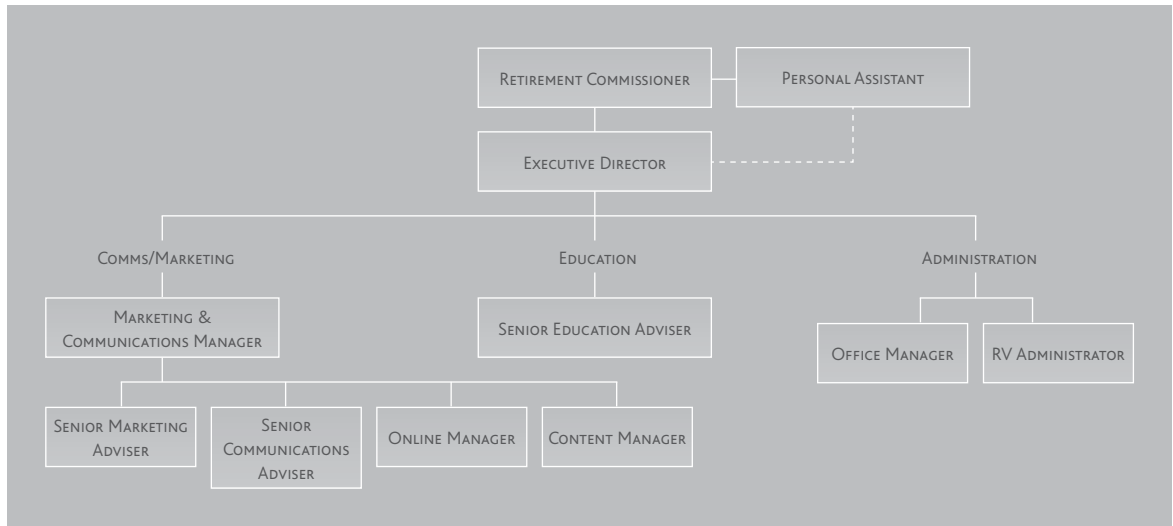 Retirement Commissioner
Personal Assistant
Executive Director
Comms/Marketing
Education
Administration
Marketing &
Communications Manager
Senior Education Adviser
Office Manager
RV Administrator
Senior Marketing
Adviser
Senior
Communications
Adviser
Online Manager
Content Manager